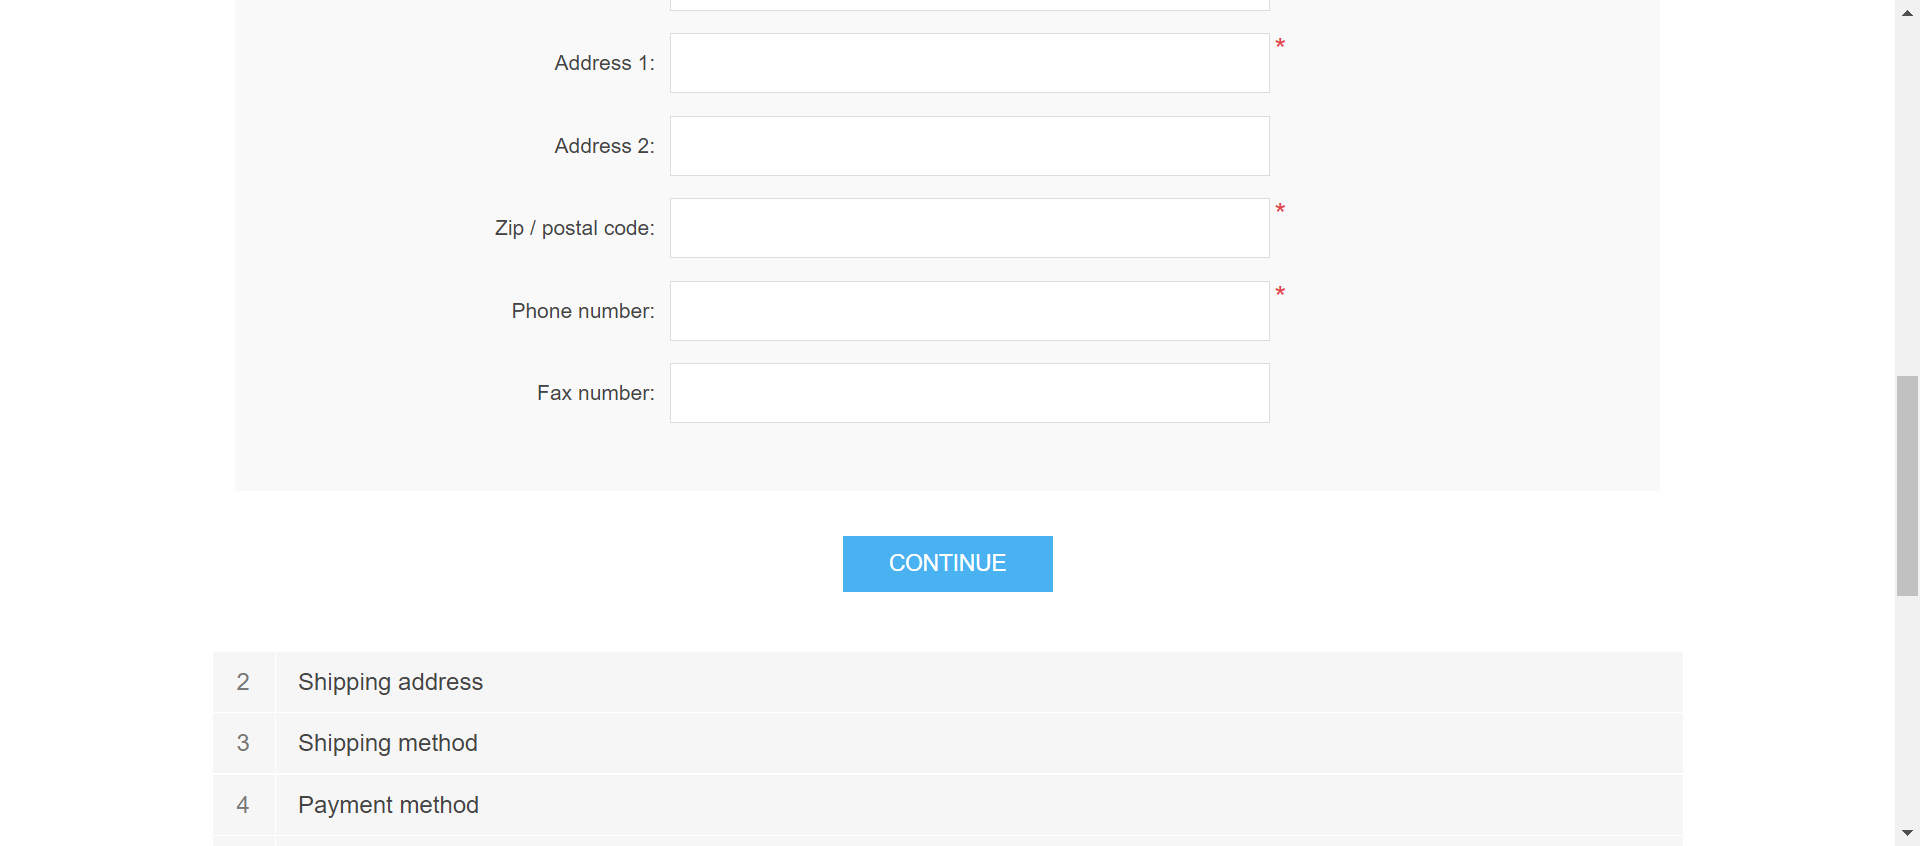 Address 1: *
Address 2:
Zip / postal code: *
Phone number: *
Fax number:
CONTINUE
2 Shipping address
3 Shipping method
4 Payment method